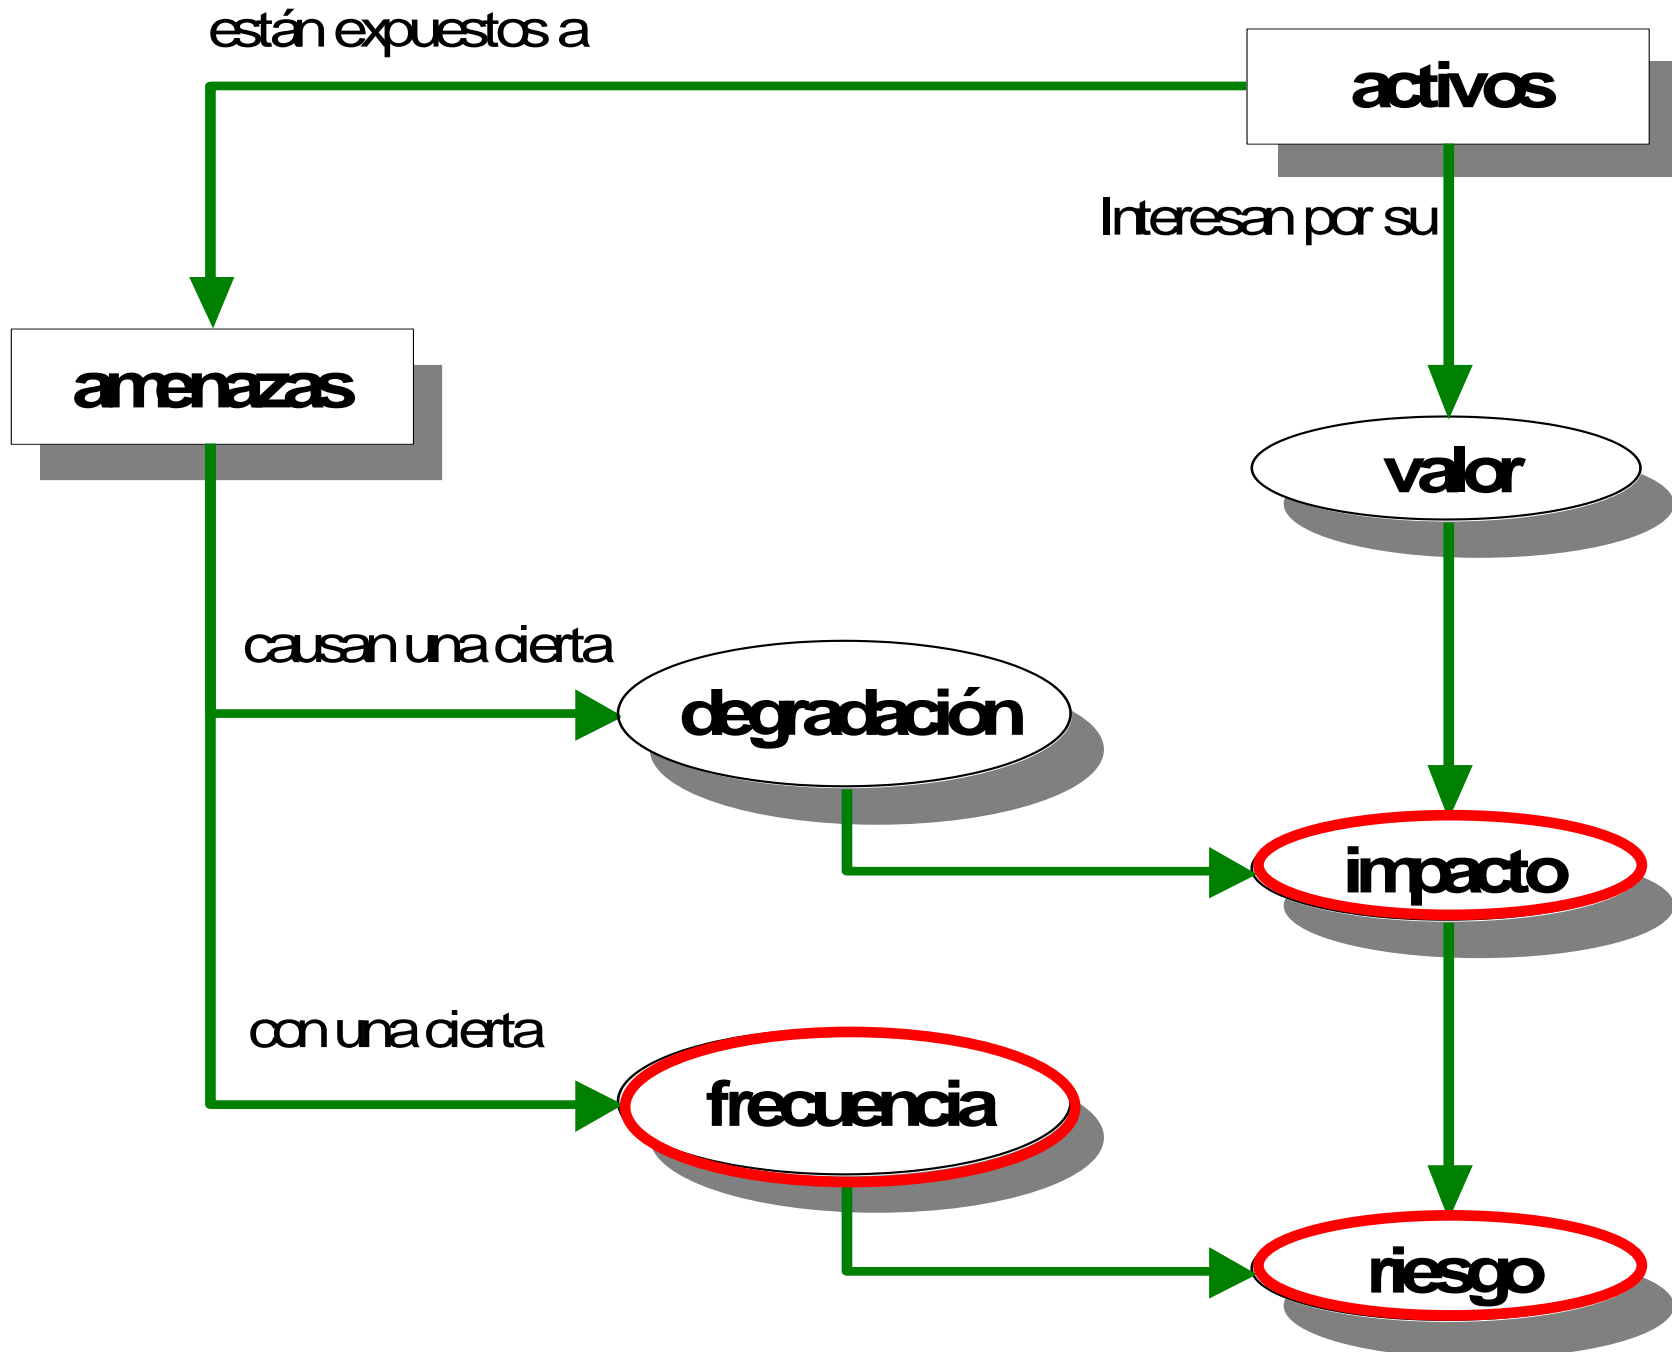 están expuestos a
activos
Interesan por su
amenazas
valor
causan una cierta
degradación
impacto
con una cierta
frecuencia
riesgo